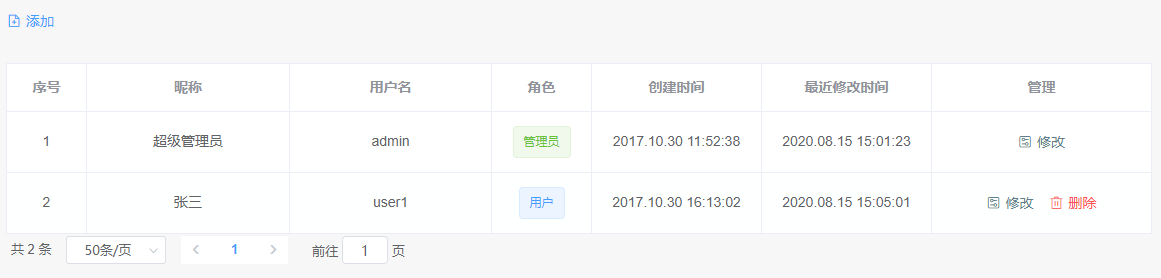 添加
序号 昵称 用户名 角色 创建时间 最近修改时间 管理
1 超级管理员 admin 管理员 2017.10.30 11:52:38 2020.08.15 15:01:23 修改
2 张三 user1 用户 2017.10.30 16:13:02 2020.08.15 15:05:01 修改 删除
共 2 条 50条/页 1 前往 1 页